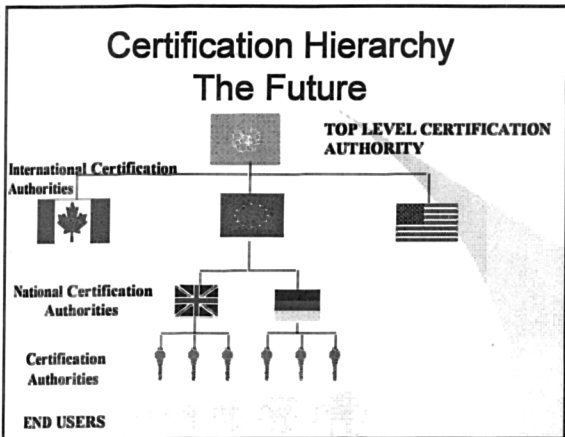 Certification Hierarchy
The Future
TOP LEVEL CERTIFICATION
AUTHORITY
International Certification
Authorities
National Certification
Authorities
Certification
Authorities
END USERS